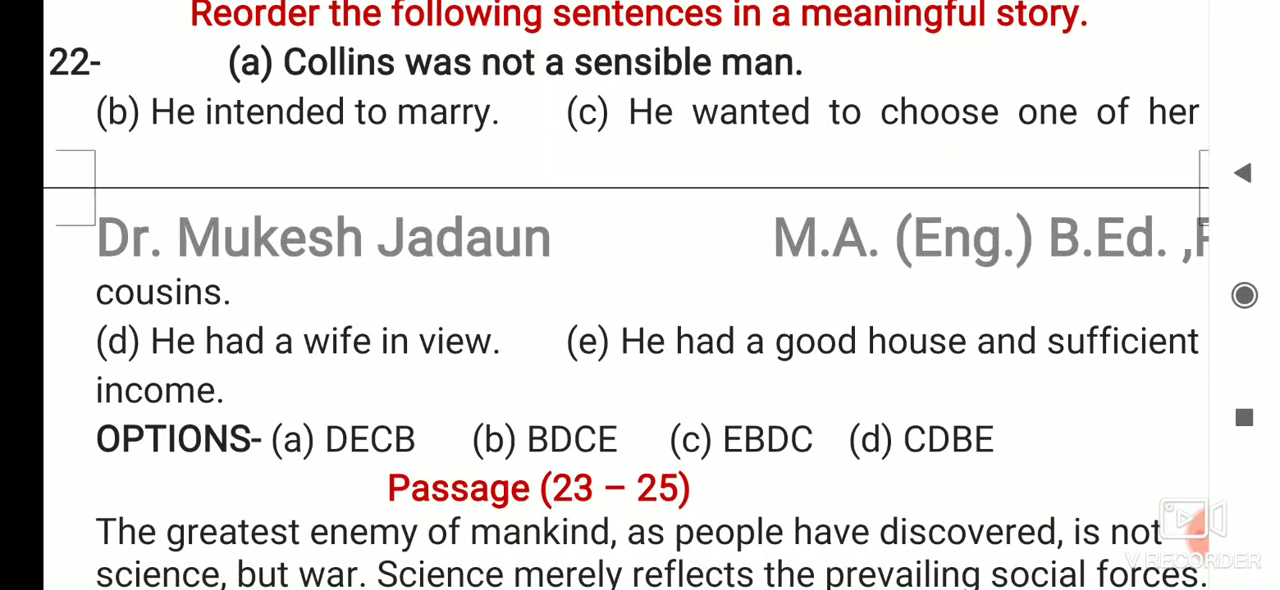 Reorder the following sentences in a meaningful story.
22- (a) Collins was not a sensible man.
(b) He intended to marry. (c) He wanted to choose one of her
Dr. Mukesh Jadaun M.A. (Eng.) B.Ed. ,
cousins.
(d) He had a wife in view. (e) He had a good house and sufficient
income.
OPTIONS- (a) DECB (b) BDCE (c) EBDC (d) CDBE
Passage (23 – 25)
The greatest enemy of mankind, as people have discovered, is not
science, but war. Science merely reflects the prevailing social forces.
V RECORDER